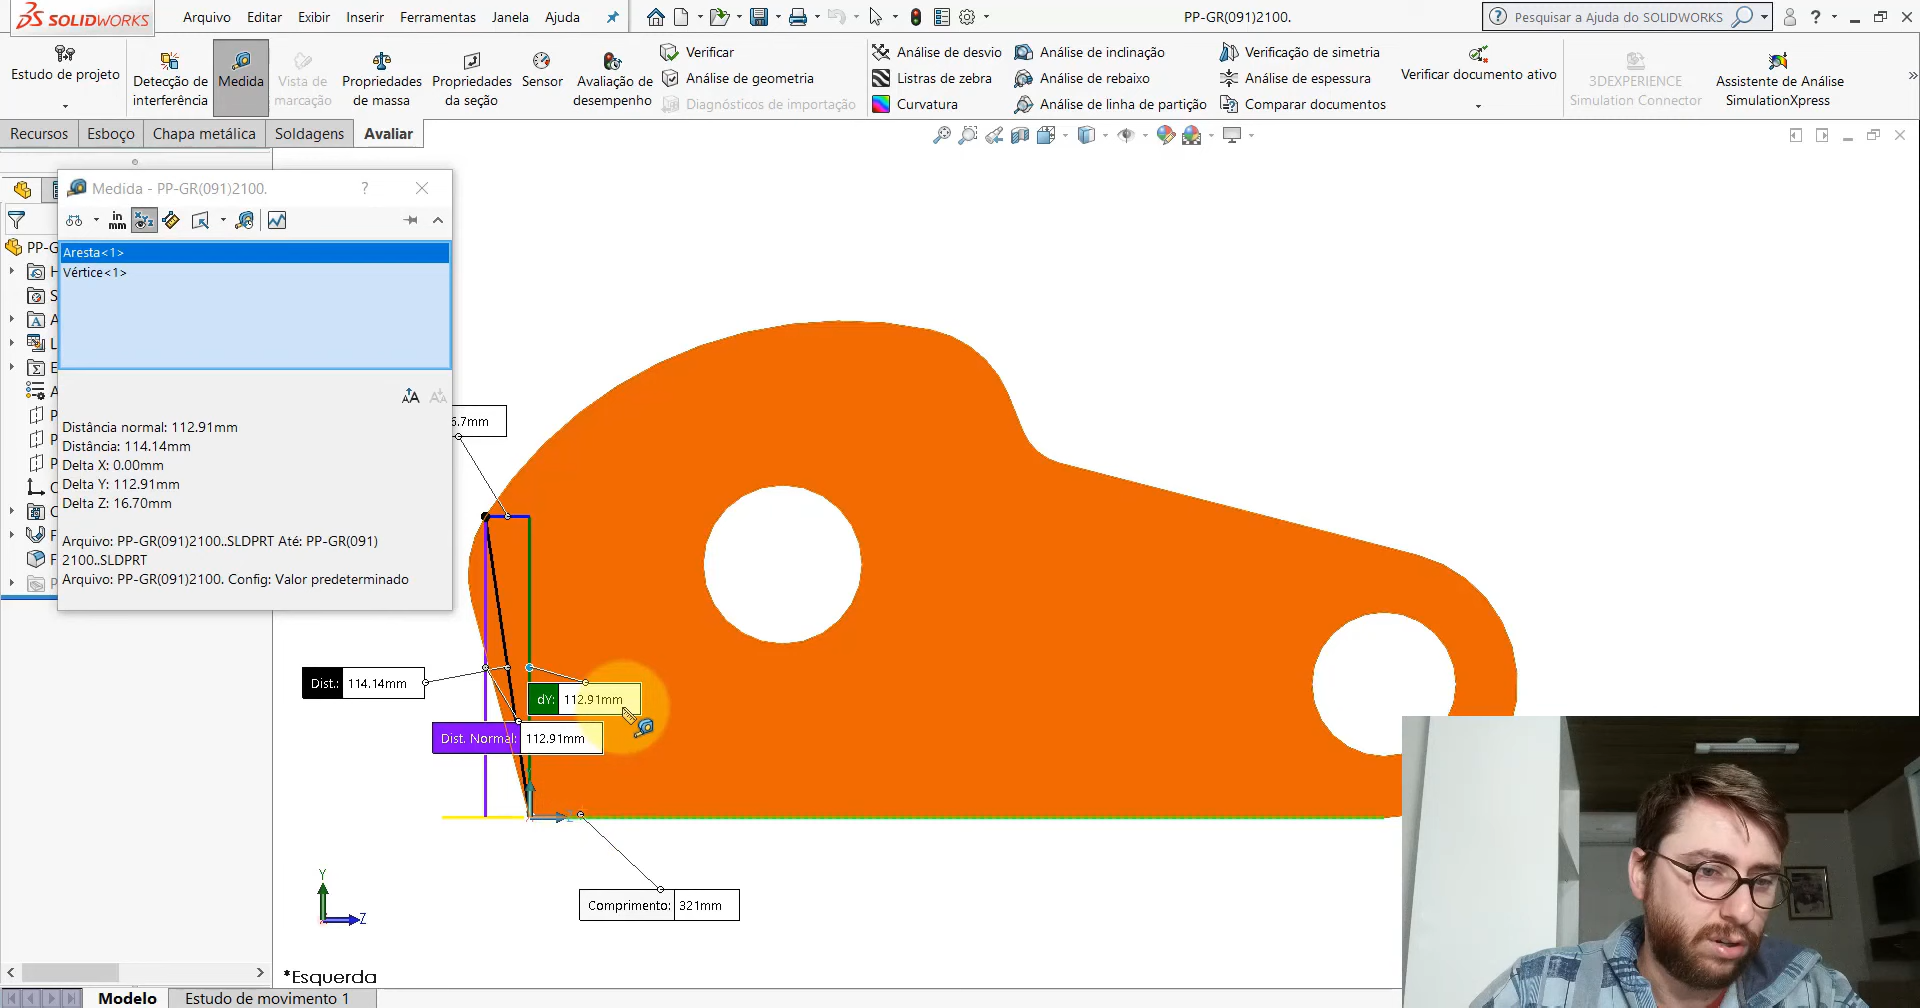 SOLIDWORKS
Arquivo Editar Exibir Inserir Ferramentas Janela Ajuda
PP-GR(091)2100.
Pesquisar a Ajuda do SOLIDWORKS
Estudo de projeto
Detecção de interferência
Medida
Vista de marcação
Propriedades de massa
Propriedades da seção
Sensor
Avaliação de desempenho
Verificar
Análise de geometria
Diagnósticos de importação
Análise de desvio
Listras de zebra
Curvatura
Análise de inclinação
Análise de rebaixo
Análise de linha de partição
Verificação de simetria
Análise de espessura
Comparar documentos
Verificar documento ativo
3DEXPERIENCE
Simulation Connector
Assistente de Análise
SimulationXpress
Recursos Esboço Chapa metálica Soldagens Avaliar
Medida - PP-GR(091)2100.
?
in
mm
PP-G
Aresta<1>
Vértice<1>
Distância normal: 112.91mm
Distância: 114.14mm
Delta X: 0.00mm
Delta Y: 112.91mm
Delta Z: 16.70mm
Arquivo: PP-GR(091)2100..SLDPRT Até: PP-GR(091)
2100..SLDPRT
Arquivo: PP-GR(091)2100. Config: Valor predeterminado
6.7mm
Dist.: 114.14mm
dY: 112.91mm
Dist. Normal: 112.91mm
Comprimento: 321mm
Y
Z
*Esquerda
Modelo Estudo de movimento 1